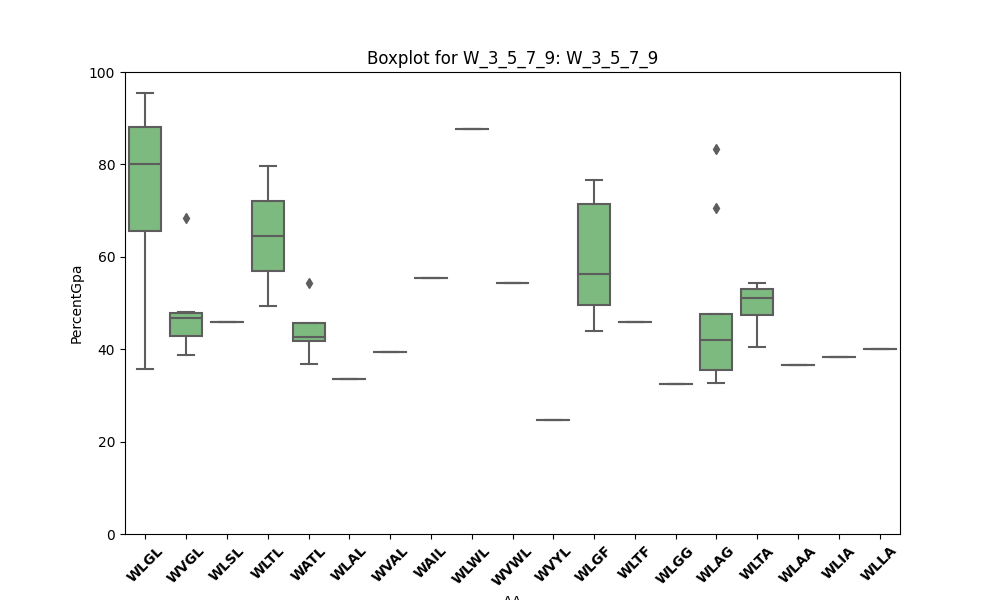 Boxplot for W_3_5_7_9: W_3_5_7_9
100
80
60
40
20
0
PercentGpa
WLGL
WVGL
WLSL
WLTL
WATL
WLAL
WVAL
WAIL
WLWL
WVWL
WVYL
WLGF
WLTF
WLGG
WLAG
WLTA
WLAA
WLIA
WLLA